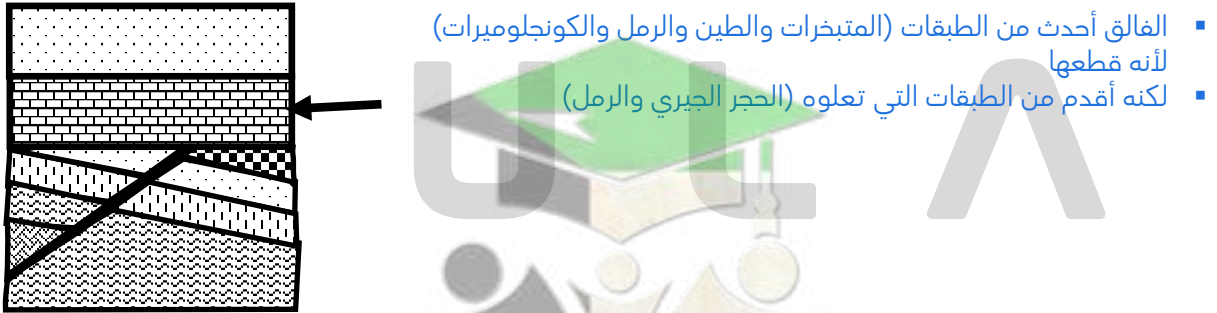 ▪ الفالق أحدث من الطبقات (المتبخرات والطين والرمل والكونجلوميرات)
لأنه قطعها
▪ لكنه أقدم من الطبقات التي تعلوه (الحجر الجيري والرمل)
U L A